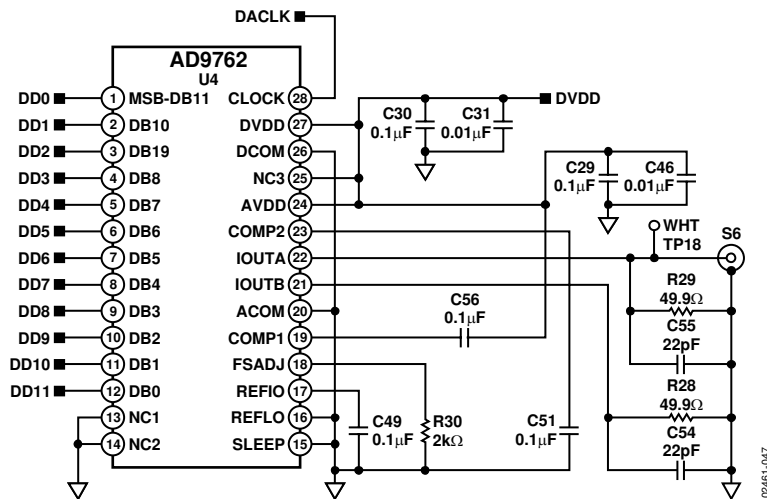 DACLK
AD9762
U4
DD0 1 MSB-DB11 CLOCK 28
DD1 2 DB10 DVDD 27
DD2 3 DB19 DCOM 26
DD3 4 DB8 NC3 25
DD4 5 DB7 AVDD 24
DD5 6 DB6 COMP2 23
DD6 7 DB5 IOUTA 22
DD7 8 DB4 IOUTB 21
DD8 9 DB3 ACOM 20
DD9 10 DB2 COMP1 19
DD10 11 DB1 FSADJ 18
DD11 12 DB0 REFIO 17
13 NC1 REFLO 16
14 NC2 SLEEP 15
DVDD
C30
0.1μF
C31
0.01μF
C29
0.1μF
C46
0.01μF
WHT
TP18
S6
R29
49.9Ω
C55
22pF
R28
49.9Ω
C54
22pF
C56
0.1μF
C49
0.1μF
R30
2kΩ
C51
0.1μF
02461-047